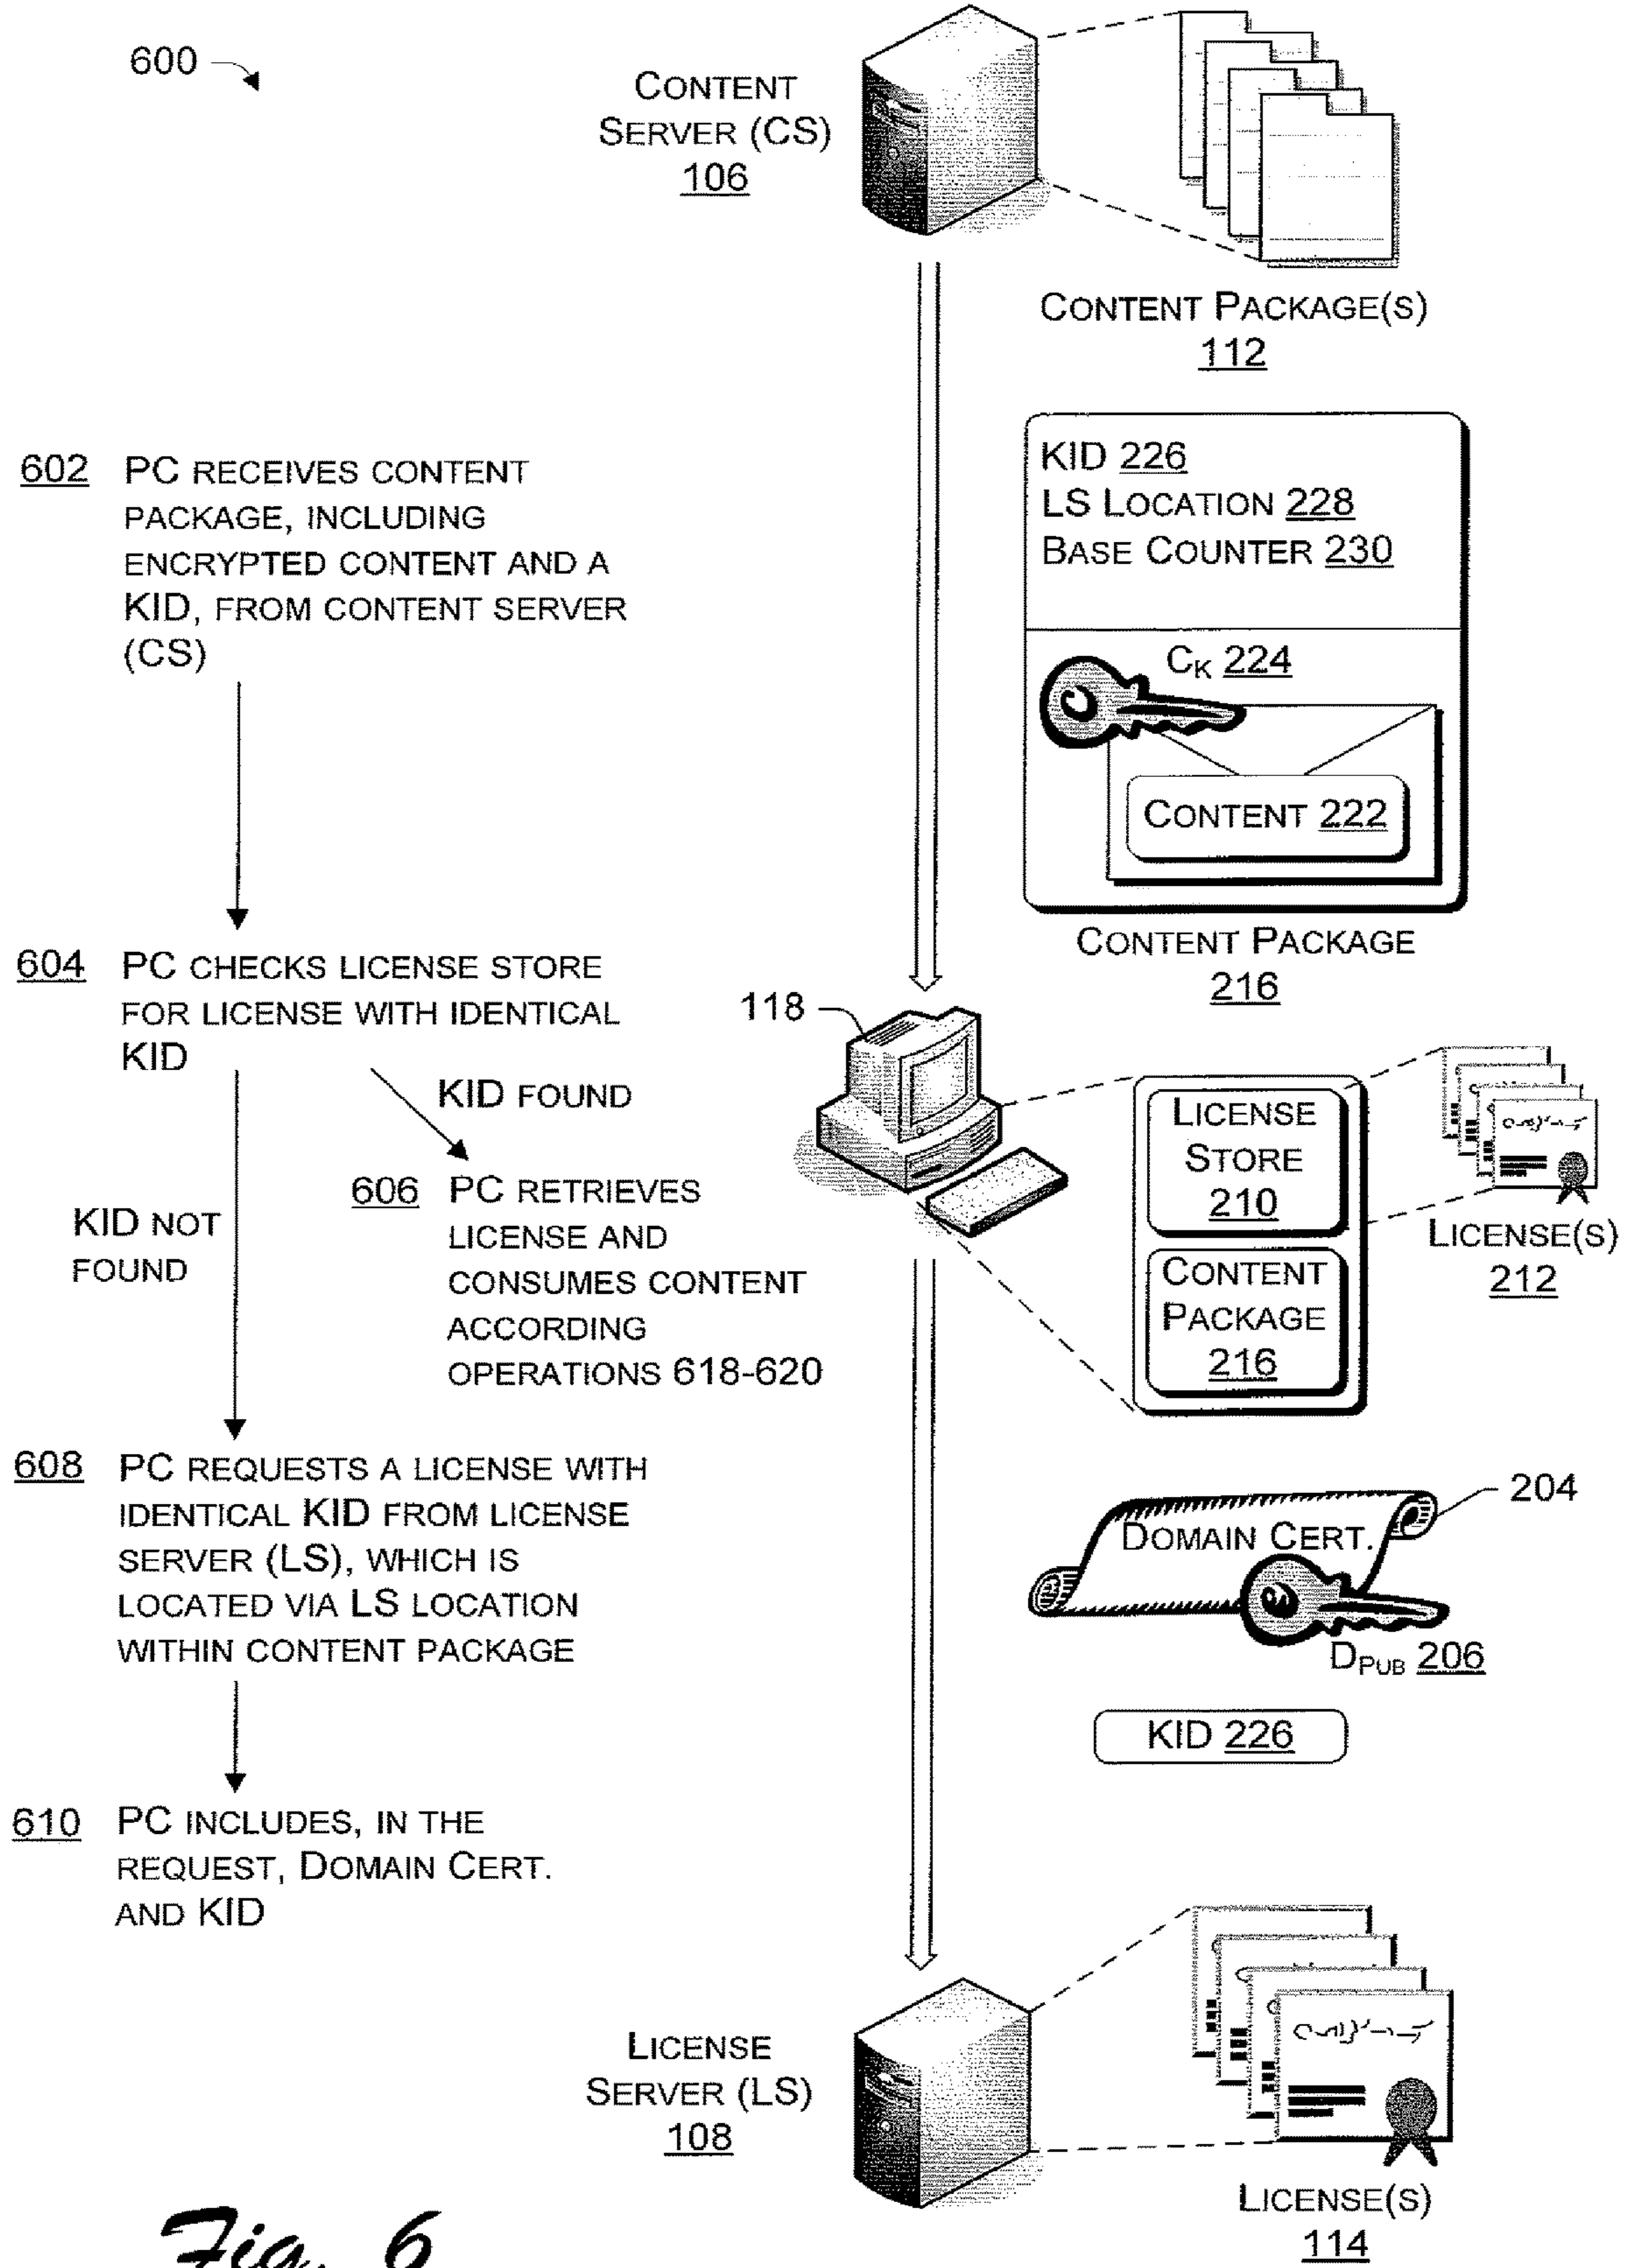 600
CONTENT
SERVER (CS)
106
CONTENT PACKAGE(S)
112
602 PC RECEIVES CONTENT
PACKAGE, INCLUDING
ENCRYPTED CONTENT AND A
KID, FROM CONTENT SERVER
(CS)
KID 226
LS LOCATION 228
BASE COUNTER 230
CK 224
CONTENT 222
CONTENT PACKAGE
216
604 PC CHECKS LICENSE STORE
FOR LICENSE WITH IDENTICAL
KID
KID FOUND
KID NOT
FOUND
606 PC RETRIEVES
LICENSE AND
CONSUMES CONTENT
ACCORDING
OPERATIONS 618-620
118
LICENSE
STORE
210
CONTENT
PACKAGE
216
LICENSE(S)
212
608 PC REQUESTS A LICENSE WITH
IDENTICAL KID FROM LICENSE
SERVER (LS), WHICH IS
LOCATED VIA LS LOCATION
WITHIN CONTENT PACKAGE
204
DOMAIN CERT.
DPUB 206
KID 226
610 PC INCLUDES, IN THE
REQUEST, DOMAIN CERT.
AND KID
LICENSE
SERVER (LS)
108
LICENSE(S)
114
Fig. 6